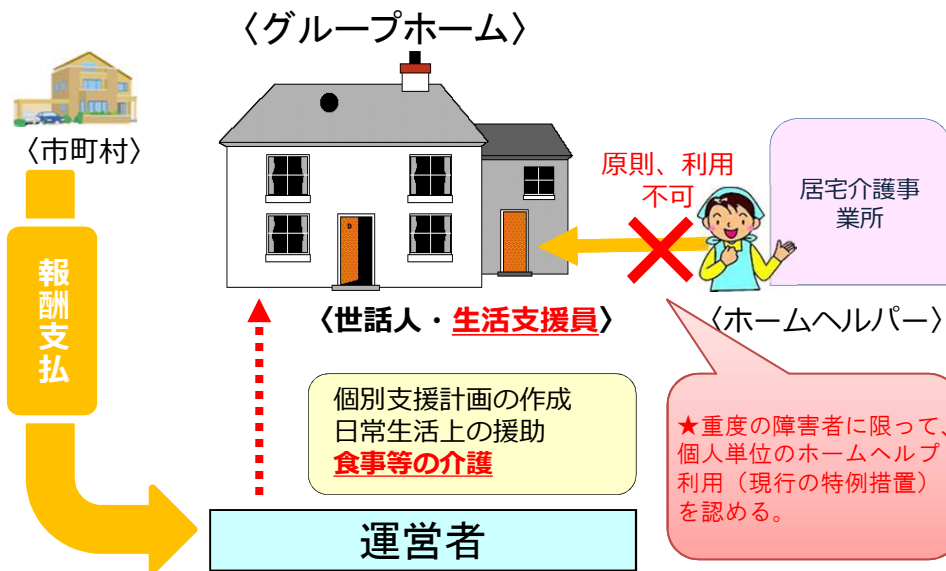 〈グループホーム〉
〈市町村〉
原則、利用
不可
居宅介護事
業所
報酬支払
〈世話人・生活支援員〉
〈ホームヘルパー〉
個別支援計画の作成
日常生活上の援助
食事等の介護
★重度の障害者に限って、
個人単位のホームヘルプ
利用（現行の特例措置）
を認める。
運営者